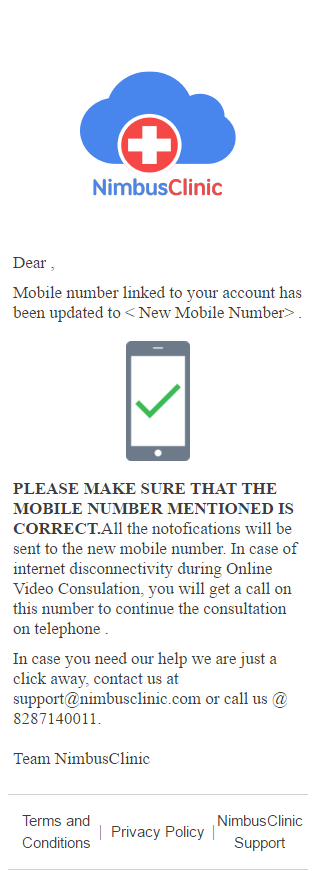 NimbusClinic
Dear ,
Mobile number linked to your account has
been updated to < New Mobile Number> .
PLEASE MAKE SURE THAT THE
MOBILE NUMBER MENTIONED IS
CORRECT.All the notofications will be
sent to the new mobile number. In case of
internet disconnectivity during Online
Video Consulation, you will get a call on
this number to continue the consultation
on telephone .
In case you need our help we are just a
click away, contact us at
support@nimbusclinic.com or call us @
8287140011.
Team NimbusClinic
Terms and
Conditions
| Privacy Policy |
NimbusClinic
Support